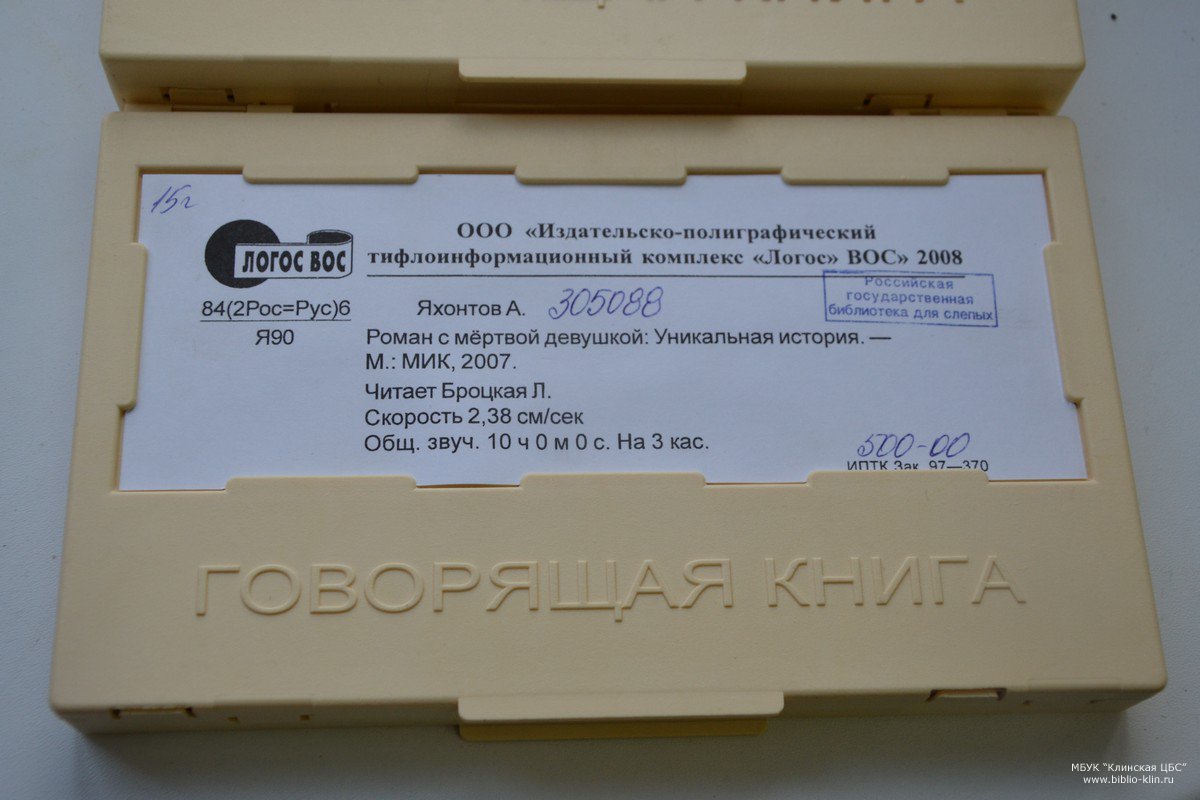 15г
ООО «Издательско-полиграфический
тифлоинформационный комплекс «Логос» ВОС» 2008
ЛОГОС ВОС
84(2Рос=Рус)6
Я90
Яхонтов А. 305088
Российская
государственная
библиотека для слепых
Роман с мёртвой девушкой: Уникальная история. —
М.: МИК, 2007.
Читает Броцкая Л.
Скорость 2,38 см/сек
Общ. звуч. 10 ч 0 м 0 с. На 3 кас.
500-00
ИПТК Зак. 97—370
ГОВОРЯЩАЯ КНИГА
МБУК "Клинская ЦБС"
www.biblio-klin.ru